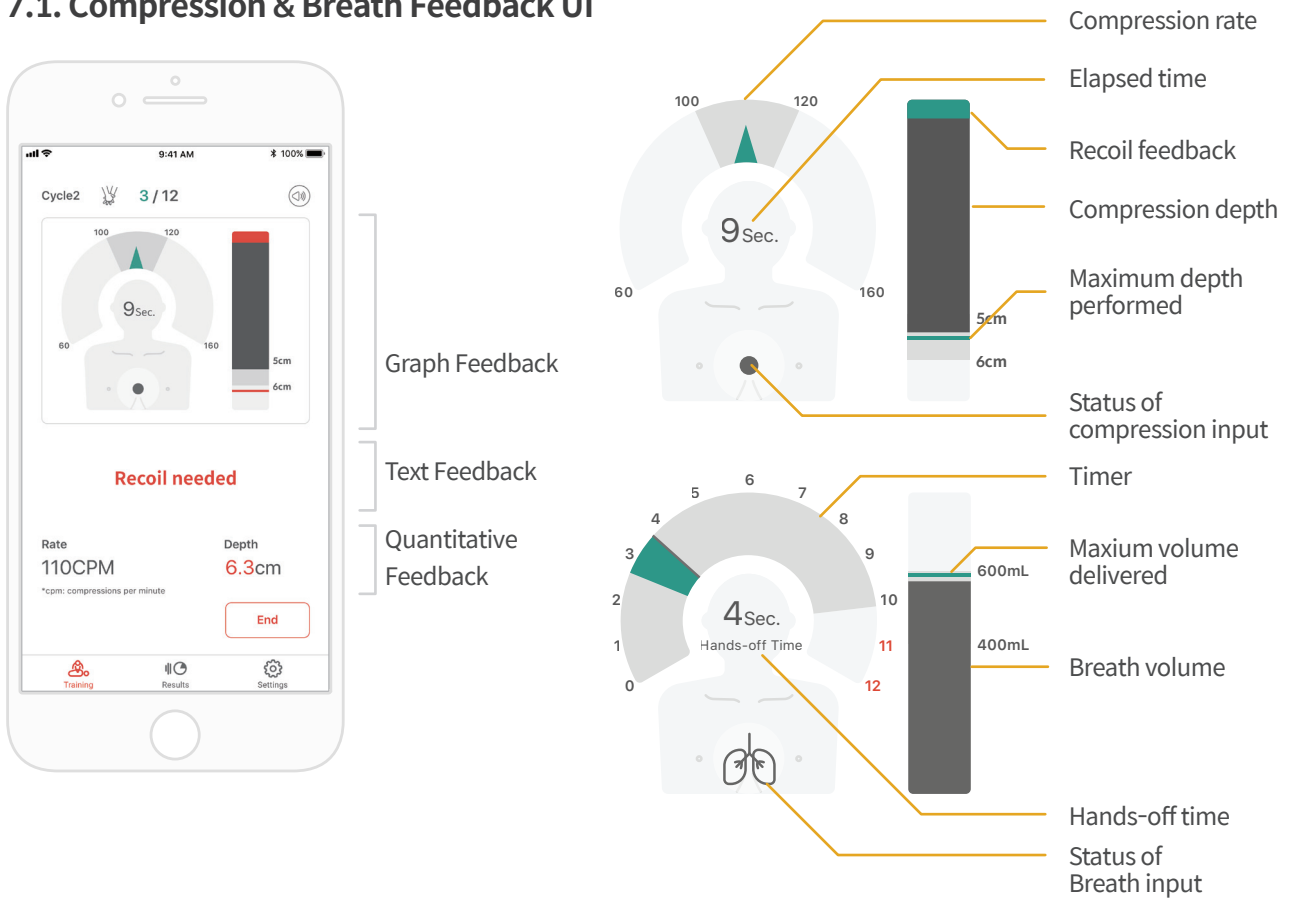 7.1. Compression & Breath Feedback UI
9:41 AM
100%
Cycle2
3 / 12
100
120
60
160
9Sec.
5cm
6cm
Recoil needed
Rate
Depth
110CPM
6.3cm
*cpm: compressions per minute
End
Training
Results
Settings
Graph Feedback
Text Feedback
Quantitative
Feedback
100
120
60
160
9Sec.
5cm
6cm
Compression rate
Elapsed time
Recoil feedback
Compression depth
Maximum depth
performed
Status of
compression input
0
1
2
3
4
5
6
7
8
9
10
11
12
4Sec.
Hands-off Time
600mL
400mL
Timer
Maxium volume
delivered
Breath volume
Hands-off time
Status of
Breath input